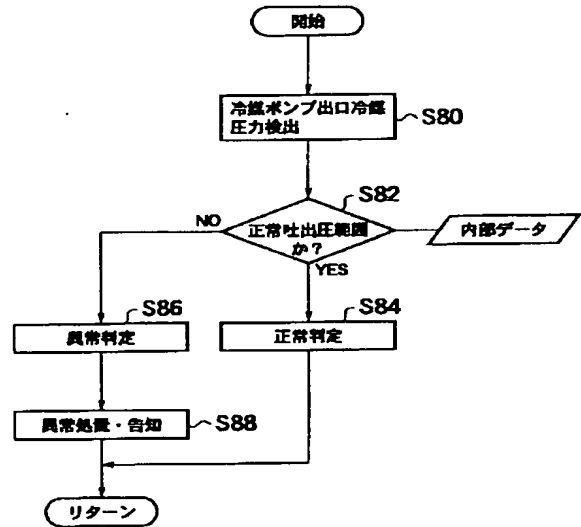 開始
冷媒ポンプ出口冷媒
圧力検出
S80
S82
正常吐出圧範囲
か？
内部データ
NO
YES
S86
異常判定
S84
正常判定
異常処置・告知
S88
リターン